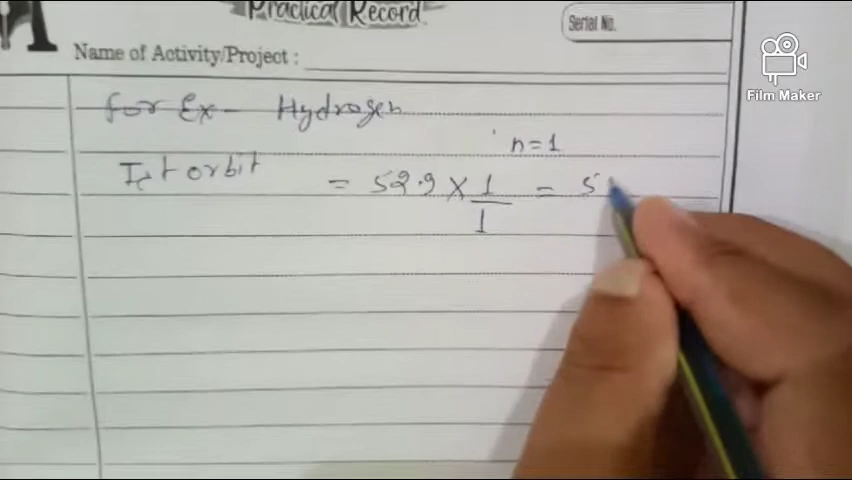 Practical Record
Serial No.
Name of Activity/Project :
Film Maker
For Ex - Hydrogen
n=1
Ist orbit = 52.9 × 1/1 = 5